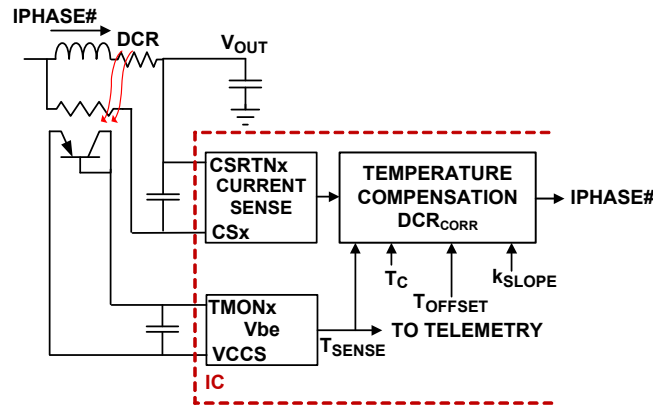 IPHASE#
DCR
VOUT
CSRTNx
CURRENT
SENSE
CSx
TEMPERATURE
COMPENSATION
DCRCORR
IPHASE#
TC
TOFFSET
kSLOPE
TMONx
Vbe
VCCS
TSENSE
TO TELEMETRY
IC